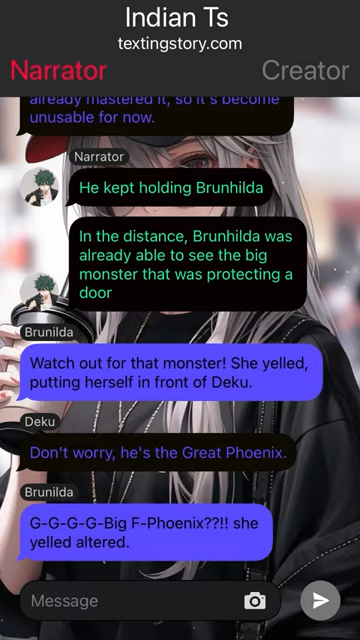 Indian Ts
textingstory.com
Narrator
Creator
already mastered it, so it's become
unusable for now.
Narrator
He kept holding Brunhilda
In the distance, Brunhilda was
already able to see the big
monster that was protecting a
door
Brunilda
Watch out for that monster! She yelled,
putting herself in front of Deku.
Deku
Don't worry, he's the Great Phoenix.
Brunilda
G-G-G-G-Big F-Phoenix??!! she
yelled altered.
Message